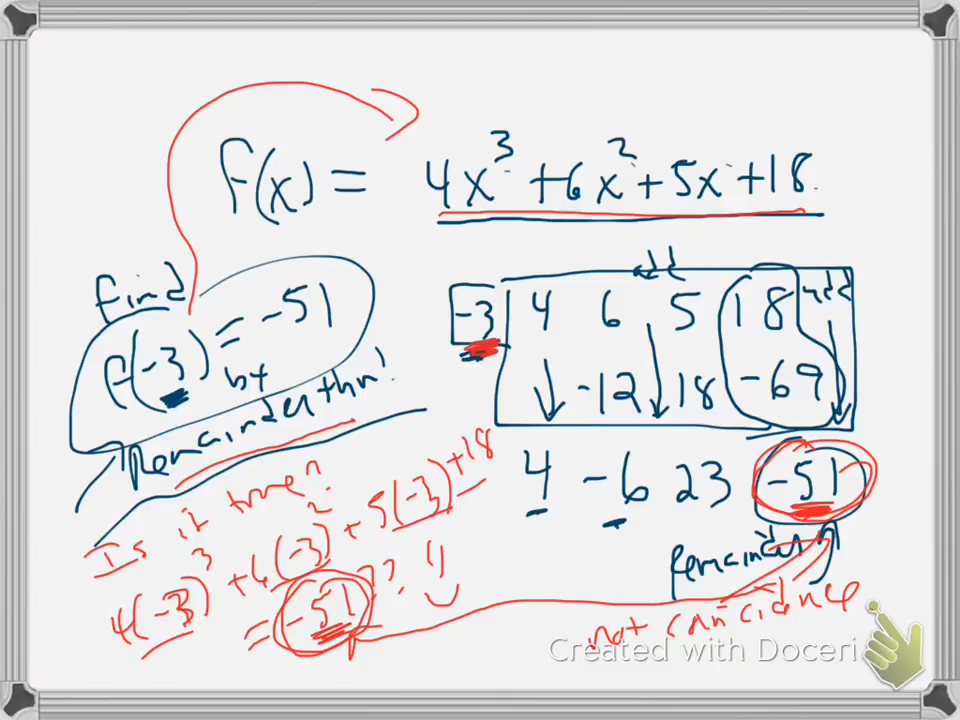 f(x) = 4x³ + 6x² + 5x + 18
find
f(-3) = -51
by
Remainder thm
add
-3 | 4 6 5 18 add
-12 18 -69
4 -6 23 -51
Remainder
Is it true?
4(-3)³ + 6(-3)² + 5(-3) + 18
= -51 ??
not coincidence
Created with Doceri